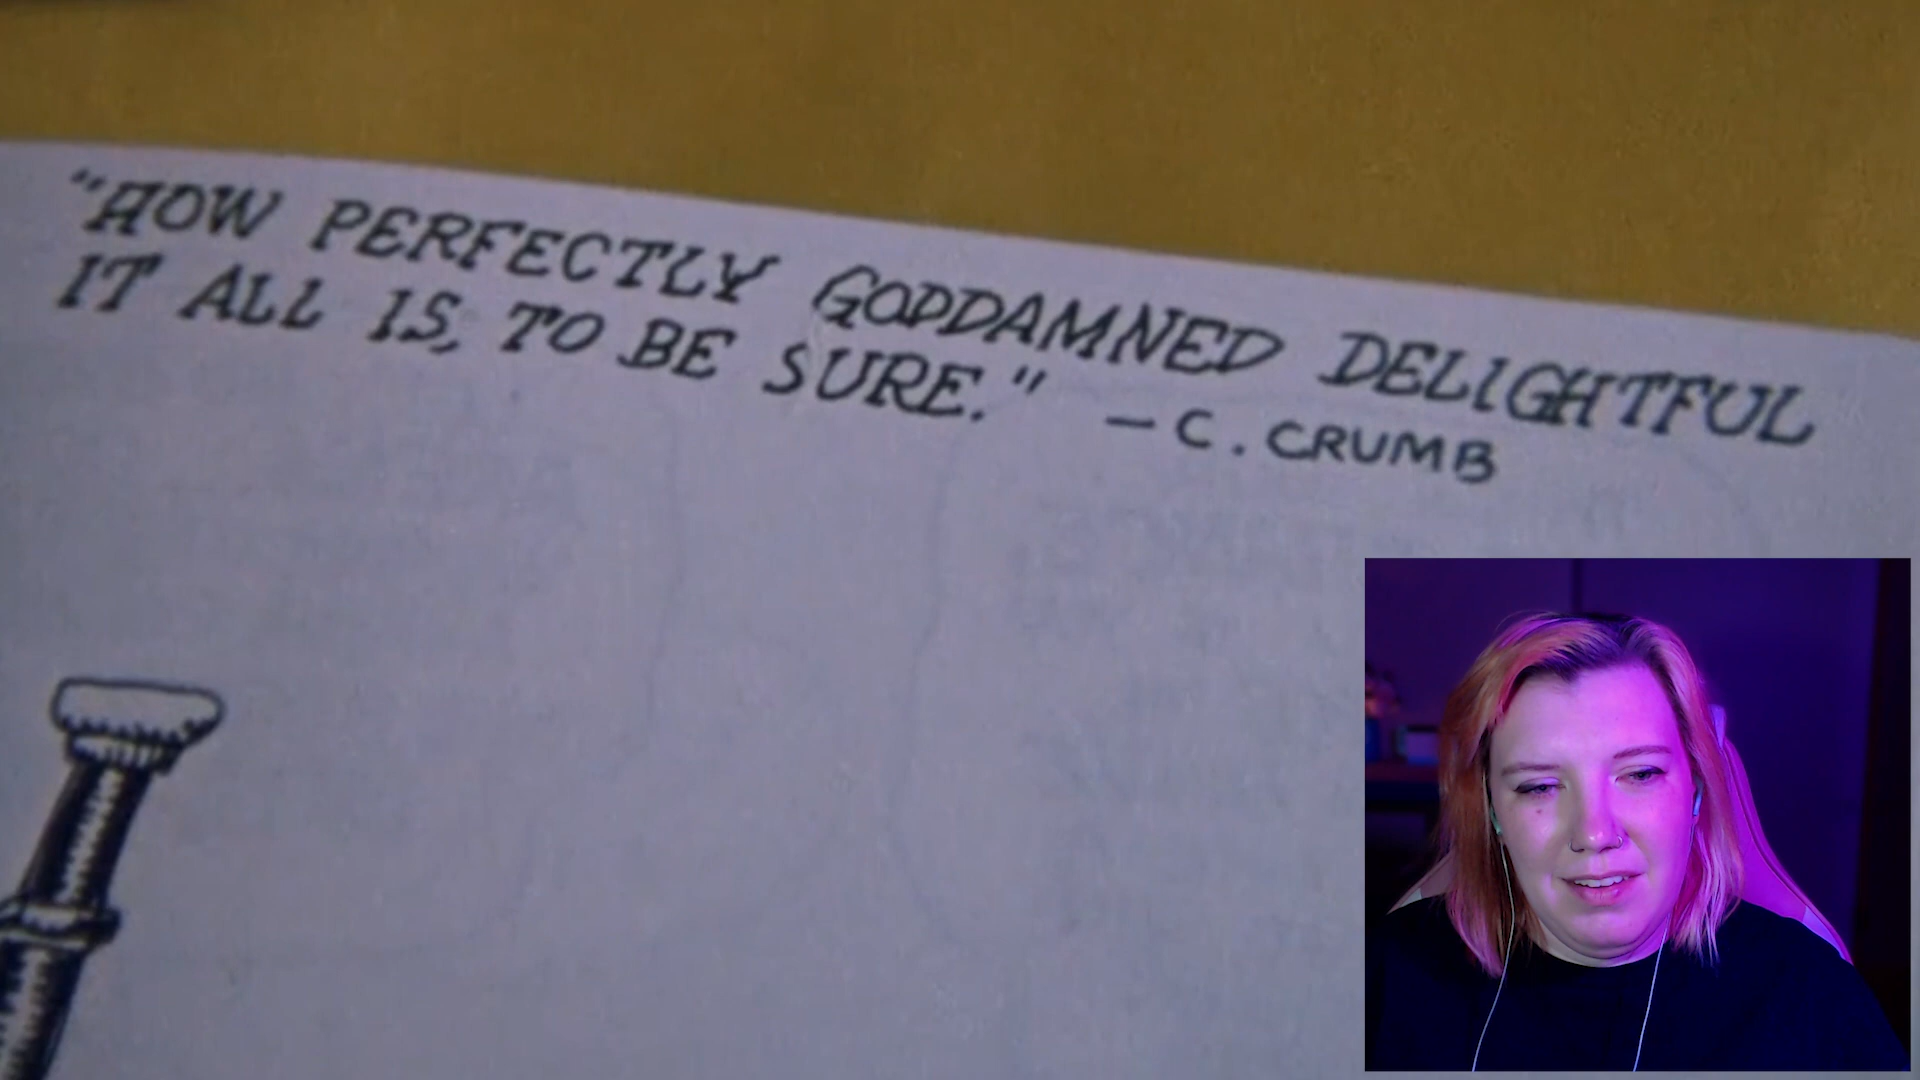 "HOW PERFECTLY GODDAMNED DELIGHTFUL
IT ALL IS, TO BE SURE." – C. CRUMB